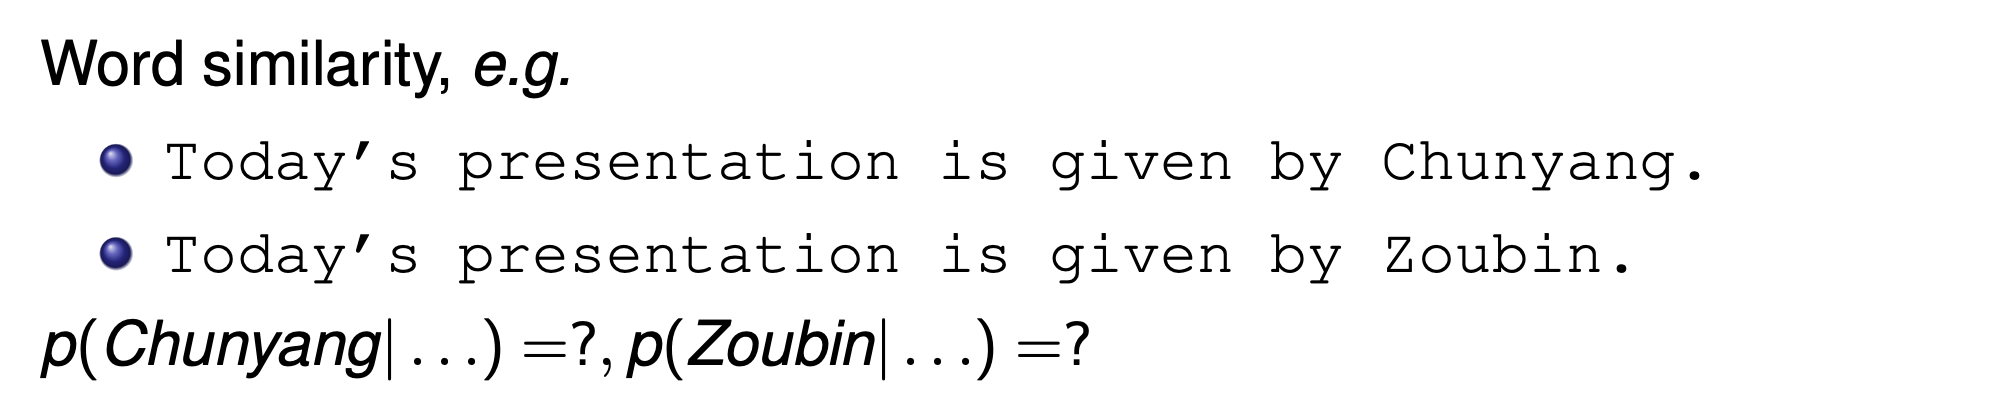 Word similarity, e.g.
Today's presentation is given by Chunyang.
Today's presentation is given by Zoubin.
p(Chunyang| . . .) =?, p(Zoubin| . . .) =?